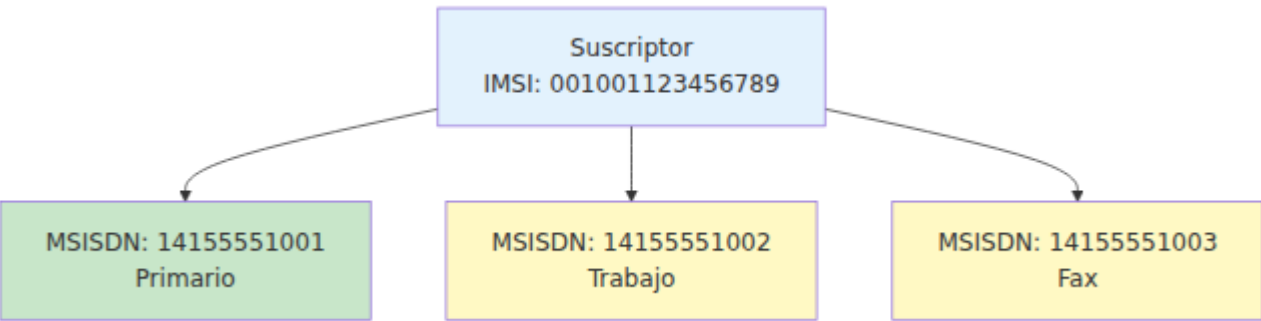 Suscriptor
IMSI: 001001123456789
MSISDN: 14155551001
Primario
MSISDN: 14155551002
Trabajo
MSISDN: 14155551003
Fax